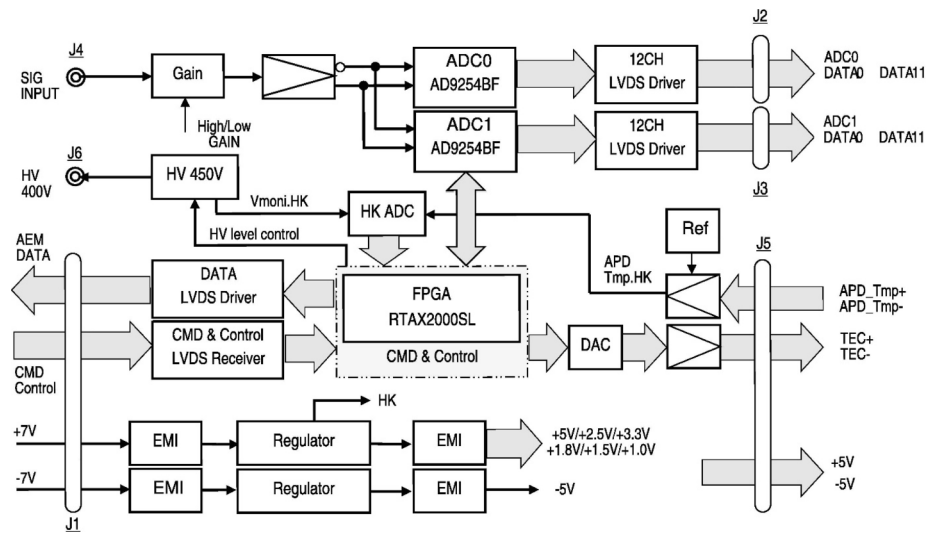 J4
SIG
INPUT
Gain
High/Low
GAIN
ADC0
AD9254BF
12CH
LVDS Driver
J2
ADC0
DATA0 DATA11
ADC1
AD9254BF
12CH
LVDS Driver
ADC1
DATA0 DATA11
J3
J6
HV
400V
HV 450V
Vmoni.HK
HV level control
HK ADC
APD
Tmp.HK
Ref
J5
AEM
DATA
DATA
LVDS Driver
FPGA
RTAX2000SL
CMD & Control
APD_Tmp+
APD_Tmp-
CMD & Control
LVDS Receiver
CMD
Control
DAC
TEC+
TEC-
HK
+7V
EMI
Regulator
EMI
+5V/+2.5V/+3.3V
+1.8V/+1.5V/+1.0V
-7V
EMI
Regulator
EMI
-5V
+5V
-5V
J1